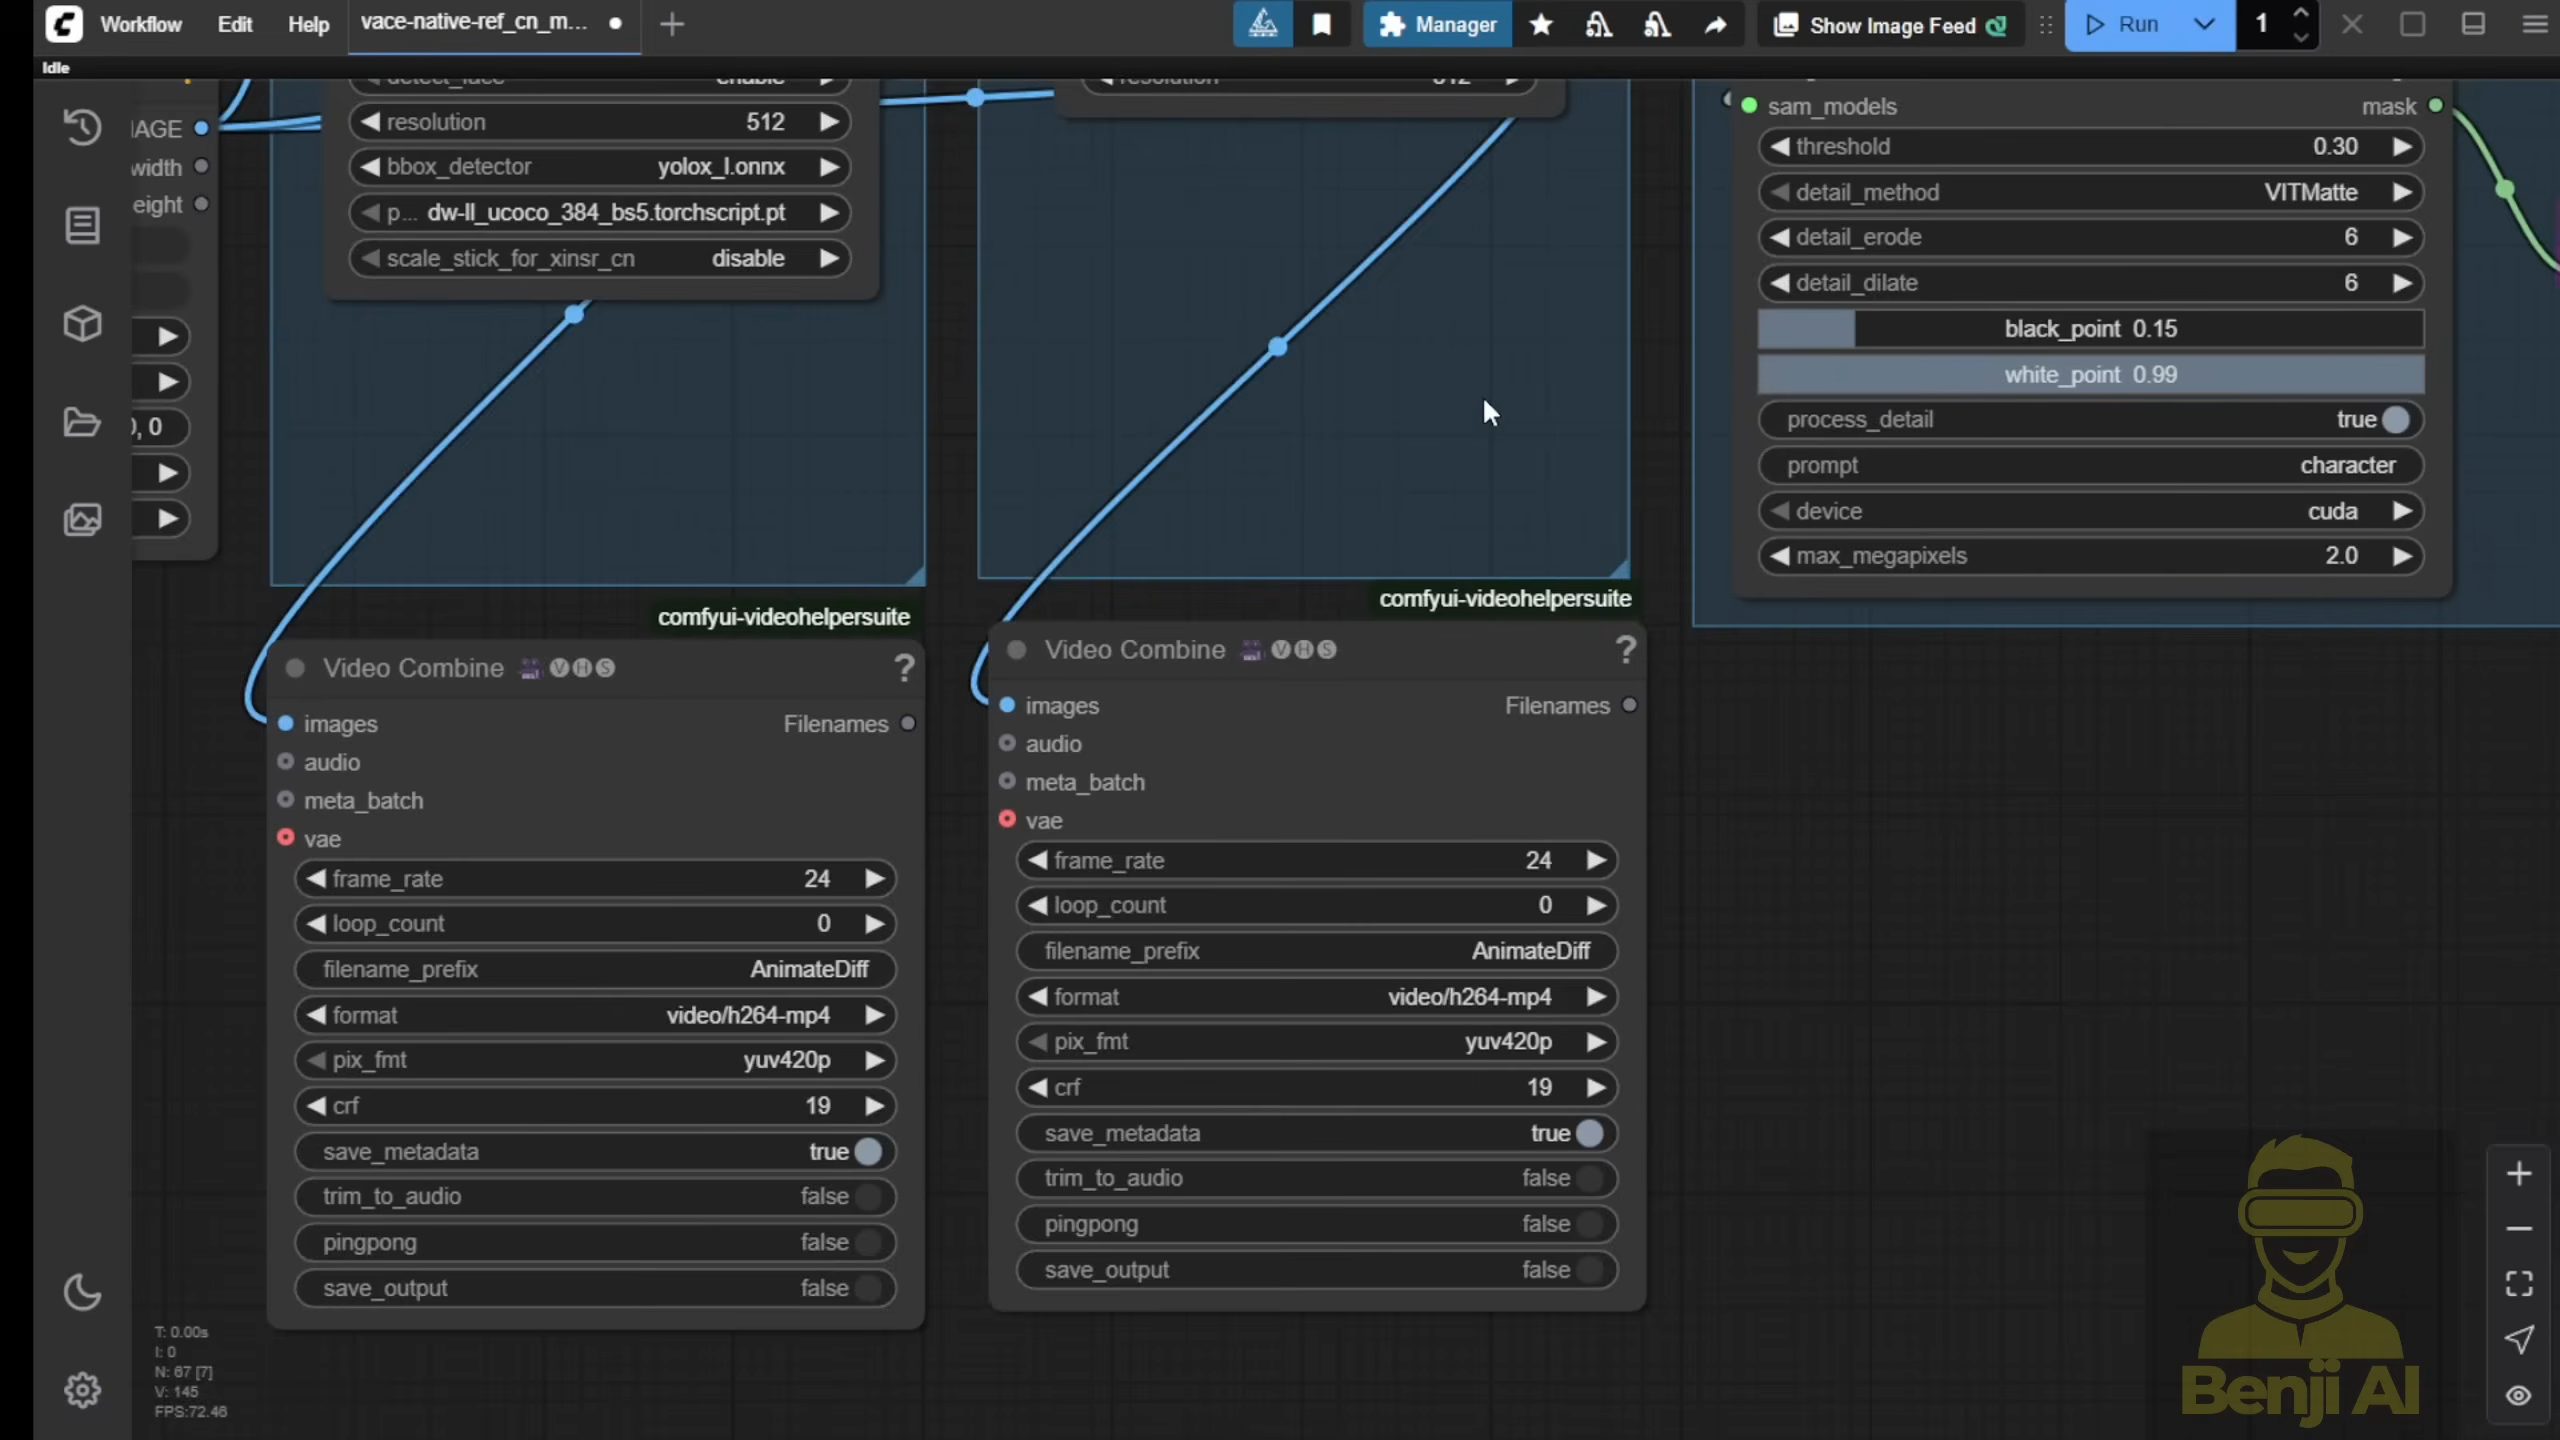 Workflow Edit Help vace-native-ref_cn_m... Manager Show Image Feed Run 1
Idle
IAGE
width
eight
), 0
detect_face enable
resolution 512
bbox_detector yolox_l.onnx
p... dw-ll_ucoco_384_bs5.torchscript.pt
scale_stick_for_xinsr_cn disable
resolution 512
sam_models mask
threshold 0.30
detail_method VITMatte
detail_erode 6
detail_dilate 6
black_point 0.15
white_point 0.99
process_detail true
prompt character
device cuda
max_megapixels 2.0
comfyui-videohelpersuite
Video Combine VHS ?
images Filenames
audio
meta_batch
vae
frame_rate 24
loop_count 0
filename_prefix AnimateDiff
format video/h264-mp4
pix_fmt yuv420p
crf 19
save_metadata true
trim_to_audio false
pingpong false
save_output false
comfyui-videohelpersuite
Video Combine VHS ?
images Filenames
audio
meta_batch
vae
frame_rate 24
loop_count 0
filename_prefix AnimateDiff
format video/h264-mp4
pix_fmt yuv420p
crf 19
save_metadata true
trim_to_audio false
pingpong false
save_output false
T: 0.00s
I: 0
N: 67 [7]
V: 145
FPS:72.46
Benji AI